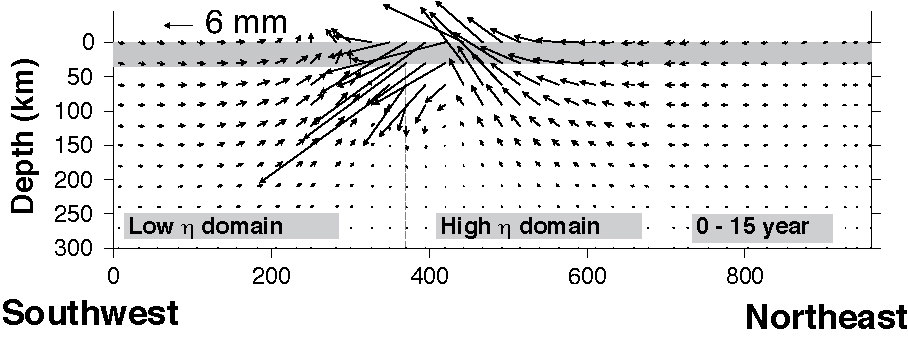 6 mm
0
50
100
150
200
250
300
Depth (km)
Low η domain
High η domain
0 - 15 year
0 200 400 600 800
Southwest
Northeast